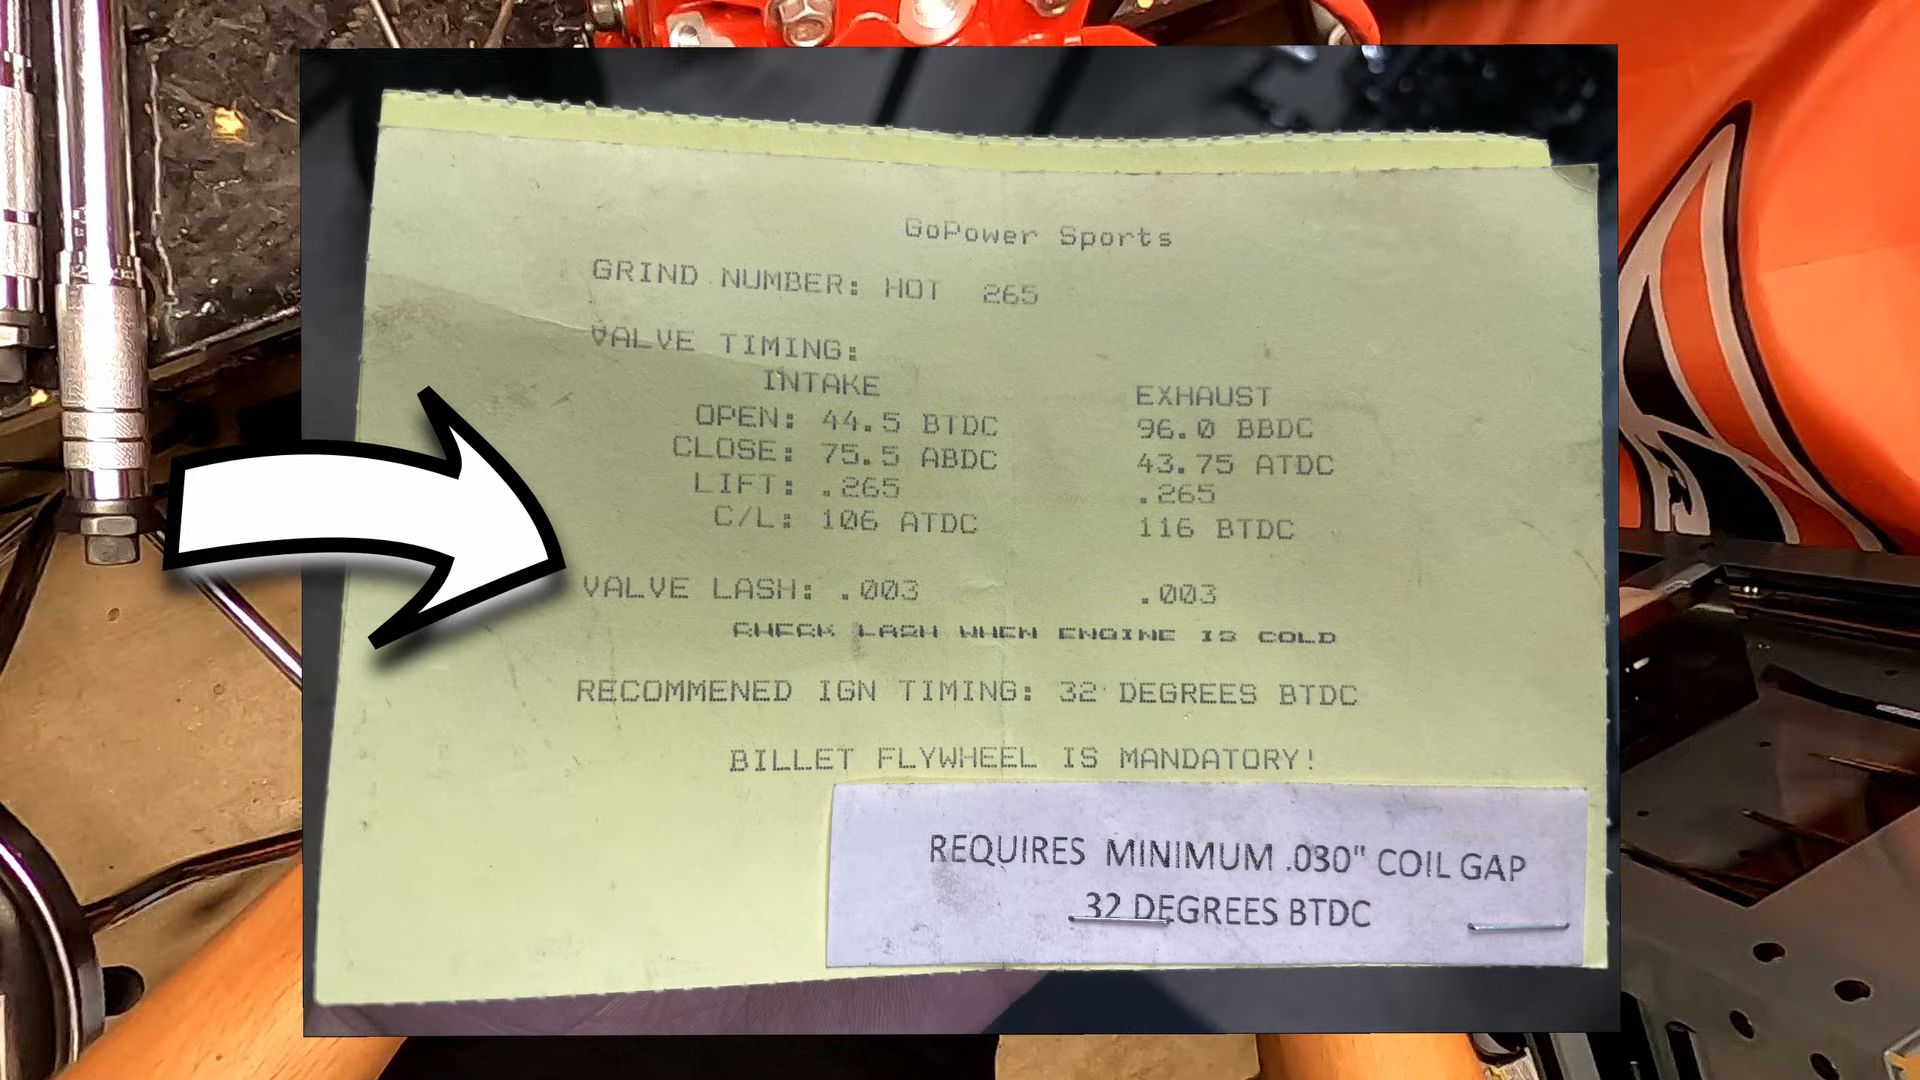 GoPower Sports
GRIND NUMBER: HOT 265
VALVE TIMING:
INTAKE EXHAUST
OPEN: 44.5 BTDC 96.0 BBDC
CLOSE: 75.5 ABDC 43.75 ATDC
LIFT: .265 .265
C/L: 106 ATDC 116 BTDC
VALVE LASH: .003 .003
CHECK LASH WHEN ENGINE IS COLD
RECOMMENED IGN TIMING: 32 DEGREES BTDC
BILLET FLYWHEEL IS MANDATORY!
REQUIRES MINIMUM .030" COIL GAP
32 DEGREES BTDC